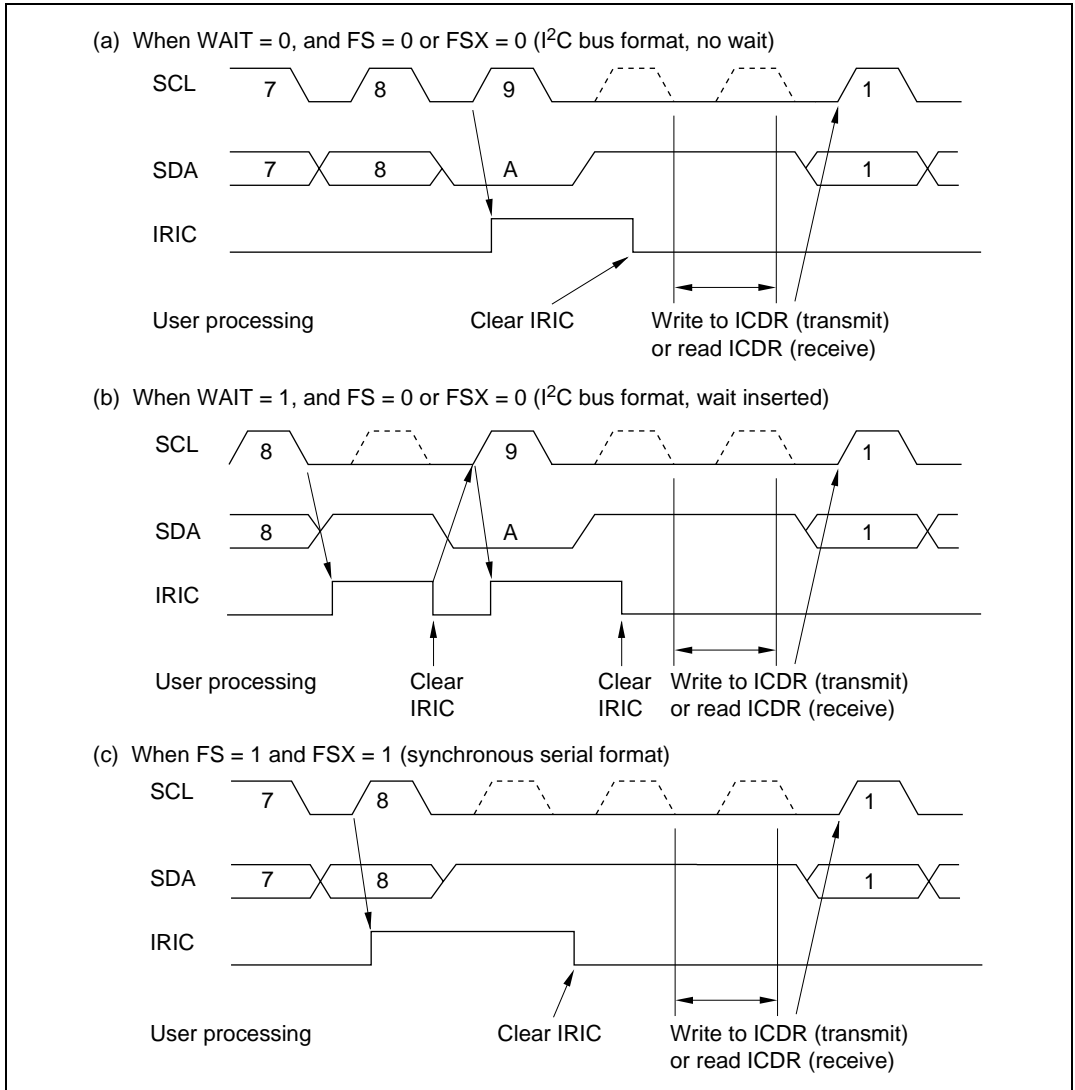 (a) When WAIT = 0, and FS = 0 or FSX = 0 (I2C bus format, no wait)
SCL
7 8 9 1
SDA
7 8 A 1
IRIC
User processing Clear IRIC Write to ICDR (transmit)
or read ICDR (receive)
(b) When WAIT = 1, and FS = 0 or FSX = 0 (I2C bus format, wait inserted)
SCL
8 9 1
SDA
8 A 1
IRIC
User processing Clear Clear Write to ICDR (transmit)
IRIC IRIC or read ICDR (receive)
(c) When FS = 1 and FSX = 1 (synchronous serial format)
SCL
7 8 1
SDA
7 8 1
IRIC
User processing Clear IRIC Write to ICDR (transmit)
or read ICDR (receive)